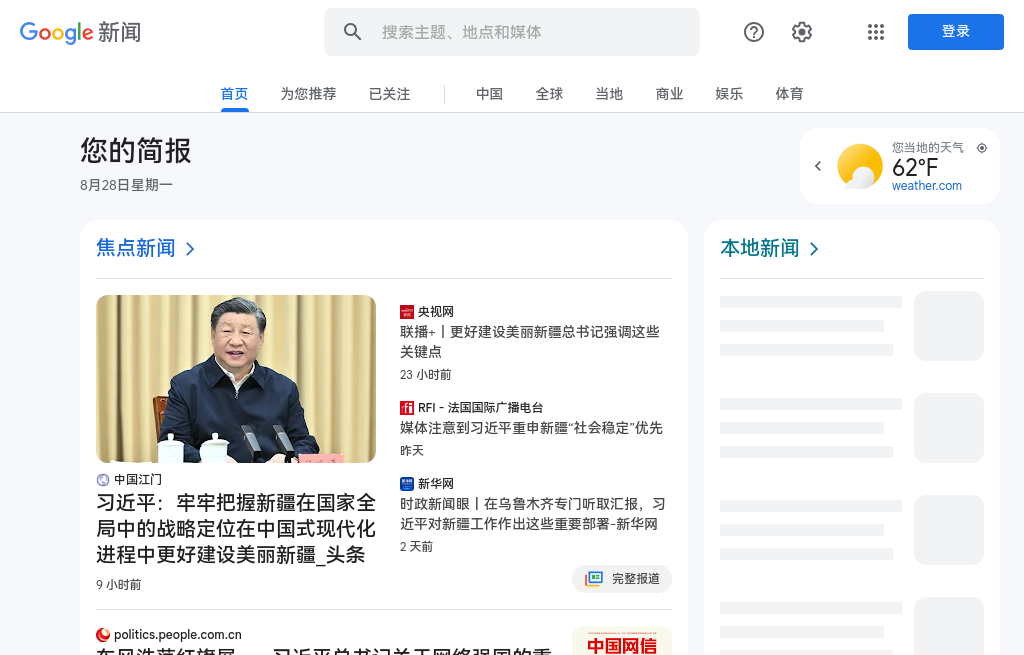 Google 新闻
搜索主题、地点和媒体
登录
首页
为您推荐
已关注
中国
全球
当地
商业
娱乐
体育
您的简报
8月28日星期一
您当地的天气
62°F
weather.com
焦点新闻
中国江门
习近平：牢牢把握新疆在国家全
局中的战略定位在中国式现代化
进程中更好建设美丽新疆_头条
9 小时前
央视网
联播+丨更好建设美丽新疆总书记强调这些
关键点
23 小时前
RFI - 法国国际广播电台
媒体注意到习近平重申新疆“社会稳定”优先
昨天
新华网
时政新闻眼丨在乌鲁木齐专门听取汇报，习
近平对新疆工作作出这些重要部署-新华网
2 天前
完整报道
politics.people.com.cn
中国网信
本地新闻